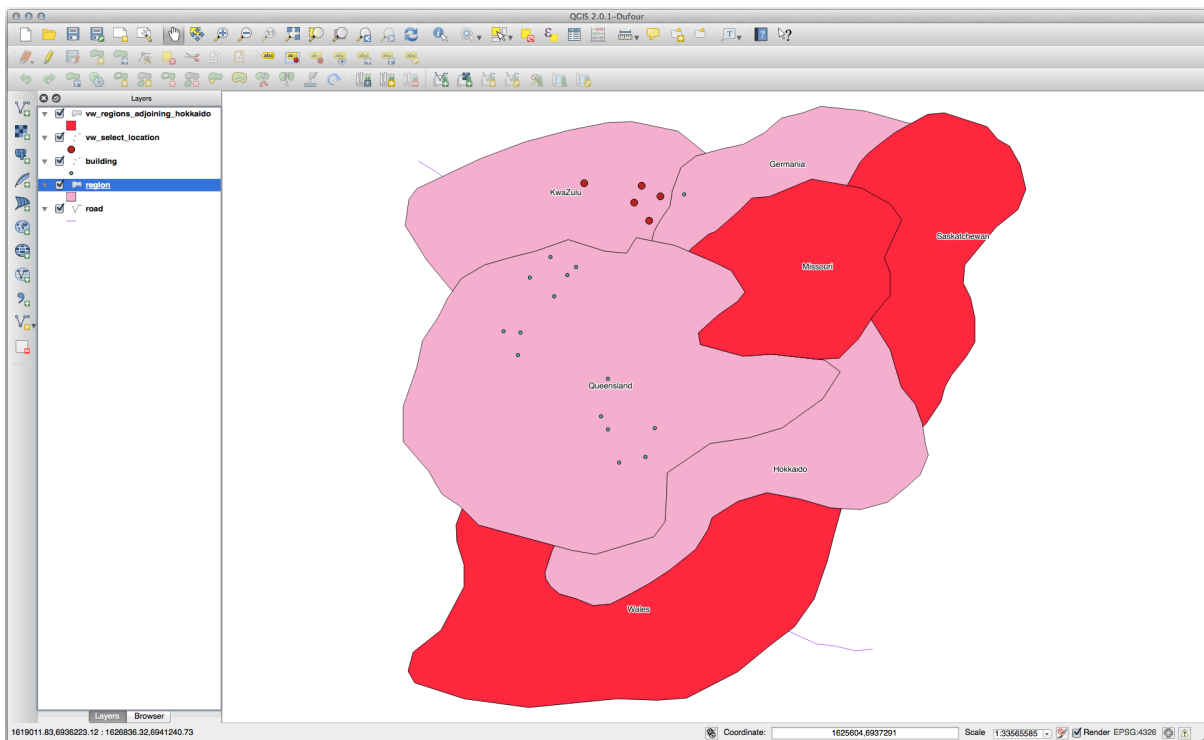 QGIS 2.0.1-Dufour
Layers
vw_regions_adjoining_hokkaido
vw_select_location
building
region
road
Germania
KwaZulu
Saskatchewan
Missouri
Queensland
Hokkaido
Wales
Layers
Browser
1619011.83,6936223.12 : 1626836.32,6941240.73
Coordinate:
1625604,6937291
Scale
1:33565585
Render
EPSG:4326